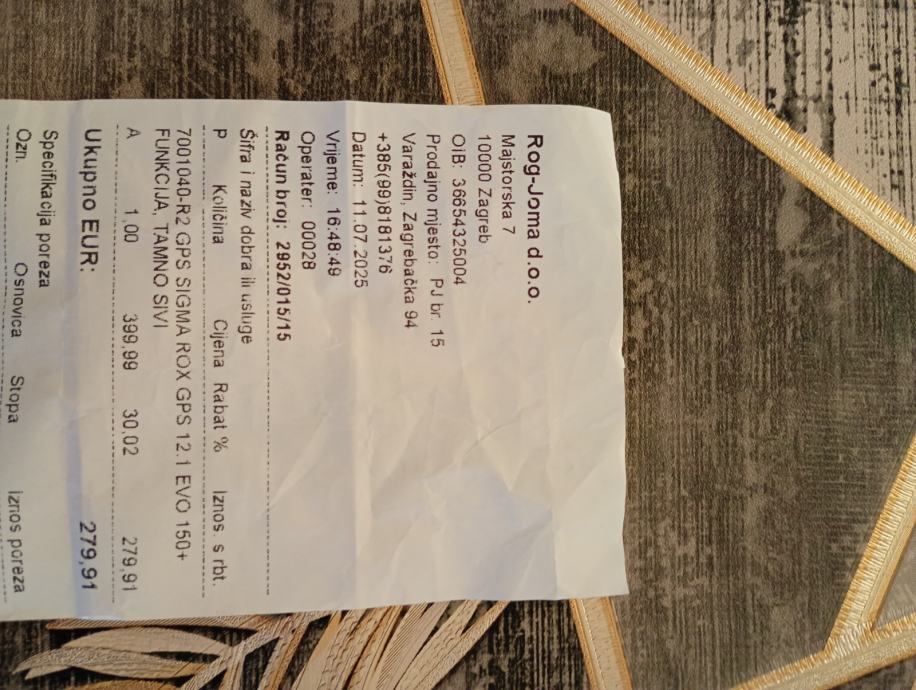 Rog-Joma d.o.o.
Majstorska 7
10000 Zagreb
OIB: 36654325004
Prodajno mjesto: PJ br. 15
Varaždin, Zagrebačka 94
+385(99)8181376
Datum: 11.07.2025
Vrijeme: 16:48:49
Operater: 00028
Račun broj: 2952/015/15
Šifra i naziv dobra ili usluge
P Količina Cijena Rabat % Iznos. s rbt.
7001040-R2 GPS SIGMA ROX GPS 12.1 EVO 150+
FUNKCIJA, TAMNO SIVI
A 1,00 399,99 30,02 279,91
Ukupno EUR: 279,91
Specifikacija poreza
Ozn. Osnovica Stopa Iznos poreza